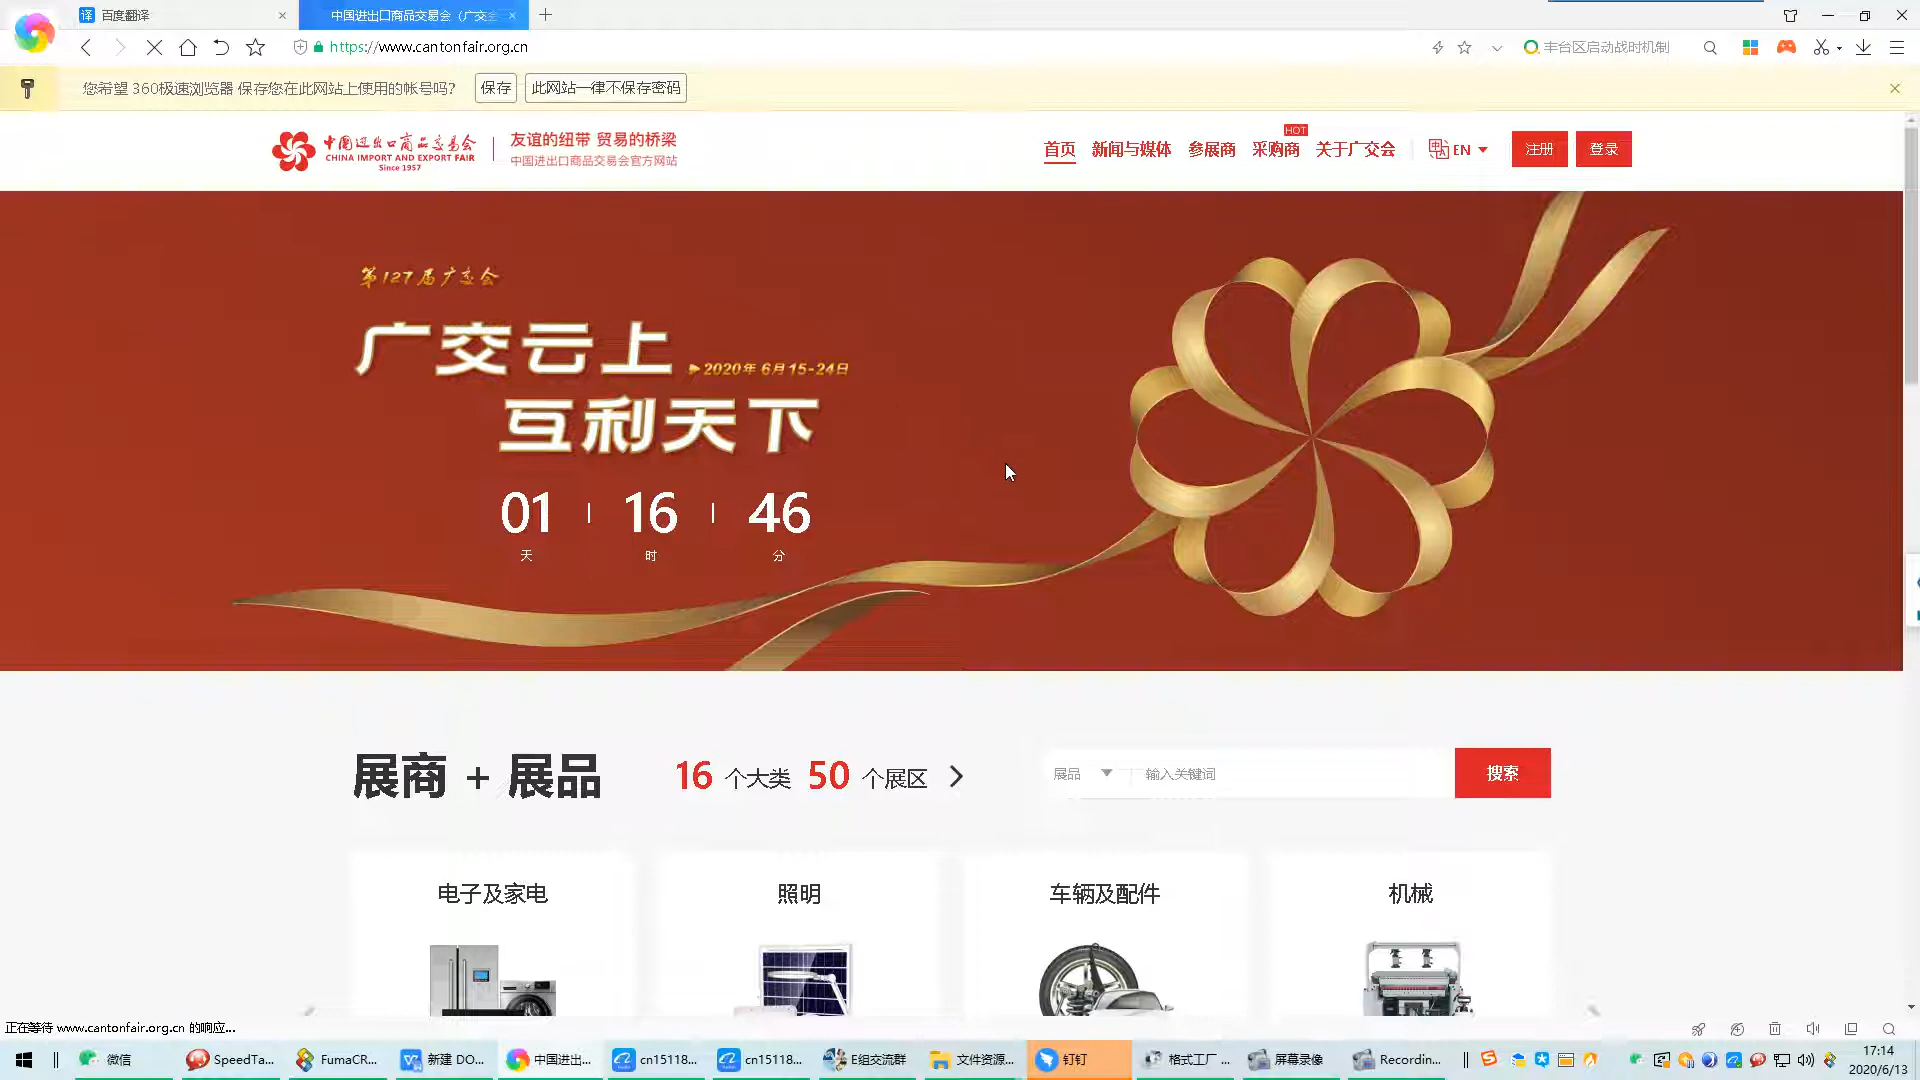 百度翻译
中国进出口商品交易会（广交会
https://www.cantonfair.org.cn
丰台区启动战时机制
您希望 360极速浏览器 保存您在此网站上使用的帐号吗?
保存
此网站一律不保存密码
中国进出口商品交易会
CHINA IMPORT AND EXPORT FAIR
Since 1957
友谊的纽带 贸易的桥梁
中国进出口商品交易会官方网站
首页
新闻与媒体
参展商
采购商
HOT
关于广交会
EN
注册
登录
第127届广交会
广交云上
2020年6月15-24日
互利天下
01 16 46
天 时 分
展商 + 展品
16 个大类 50 个展区
展品
输入关键词
搜索
电子及家电
照明
车辆及配件
机械
正在等待 www.cantonfair.org.cn 的响应...
微信
SpeedTa...
FumaCR...
新建 DO...
中国进出...
cn15118...
cn15118...
E组交流群
文件资源...
钉钉
格式工厂 ...
屏幕录像
Recordin...
17:14
2020/6/13